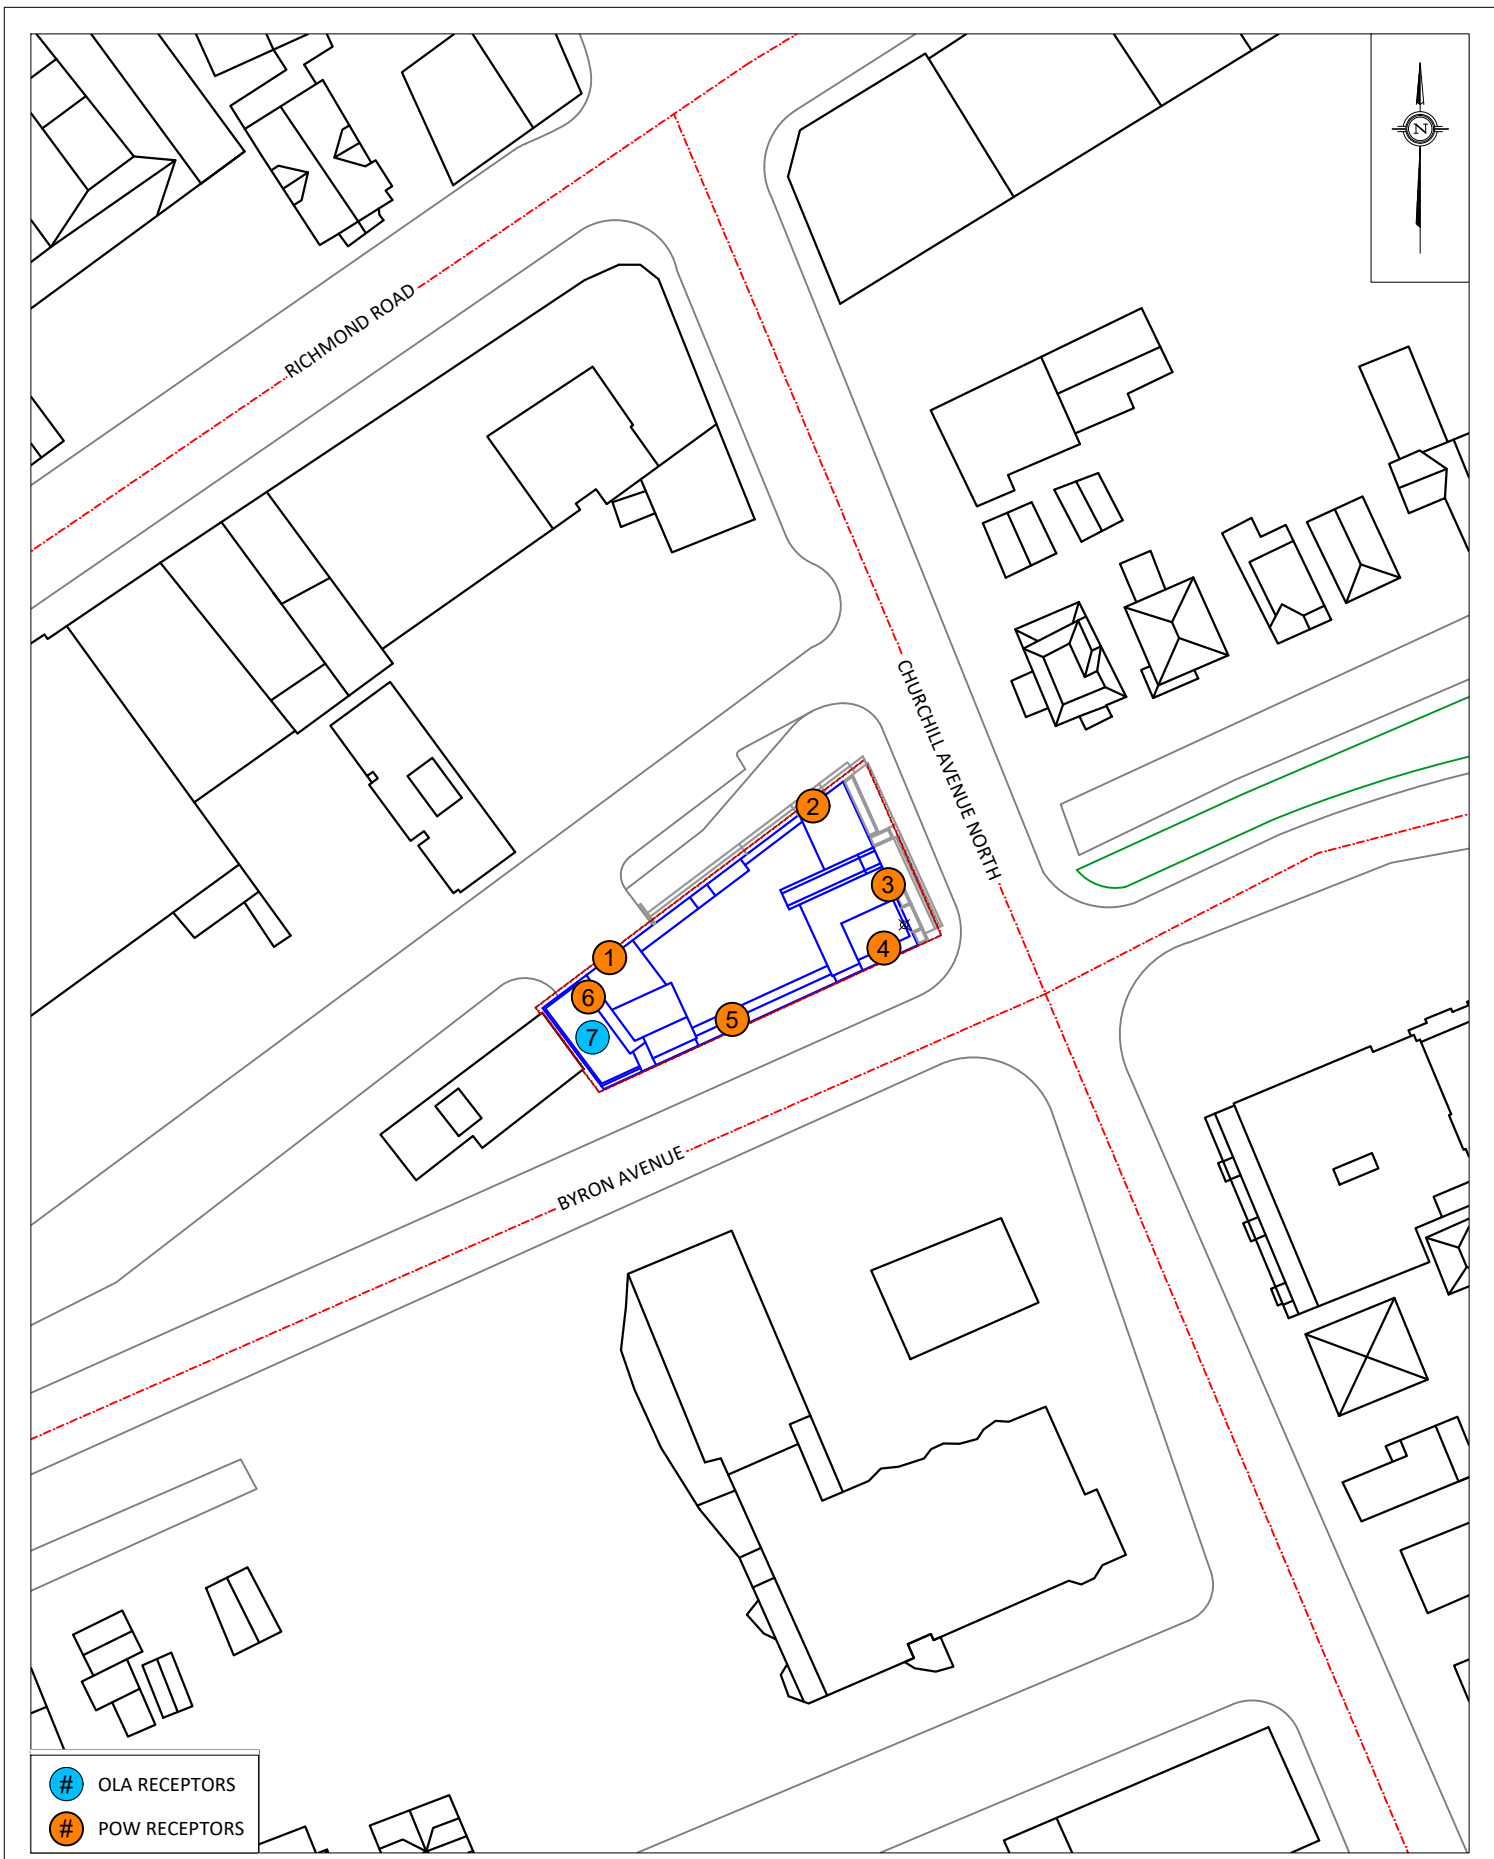 N
RICHMOND ROAD
CHURCHILL AVENUE NORTH
2
3
4
1
6
5
7
BYRON AVENUE
# OLA RECEPTORS
# POW RECEPTORS